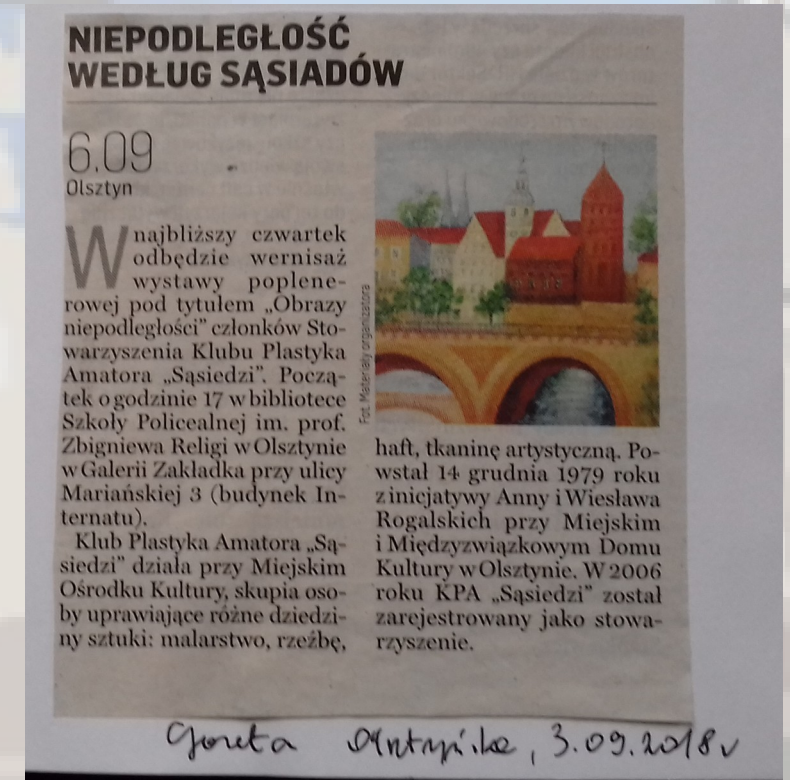 NIEPODLEGŁOŚĆ
WEDŁUG SĄSIADÓW
6.09
Olsztyn
W najbliższy czwartek
odbędzie wernisaż
wystawy poplene-
rowej pod tytułem „Obrazy
niepodległości” członków Sto-
warzyszenia Klubu Plastyka
Amatora „Sąsiedzi”. Począ-
tek o godzinie 17 w bibliotece
Szkoły Policealnej im. prof.
Zbigniewa Religi w Olsztynie
w Galerii Zakładka przy ulicy
Mariańskiej 3 (budynek In-
ternatu).
Klub Plastyka Amatora „Są-
siedzi” działa przy Miejskim
Ośrodku Kultury, skupia oso-
by uprawiające różne dziedzi-
ny sztuki: malarstwo, rzeźbę,
Fot. Materiały organizatora
haft, tkaninę artystyczną. Po-
wstał 14 grudnia 1979 roku
z inicjatywy Anny i Wiesława
Rogalskich przy Miejskim
i Międzyzwiązkowym Domu
Kultury w Olsztynie. W 2006
roku KPA „Sąsiedzi” został
zarejestrowany jako stowa-
rzyszenie.
Gazeta Olsztyńska, 3.09.2018 r